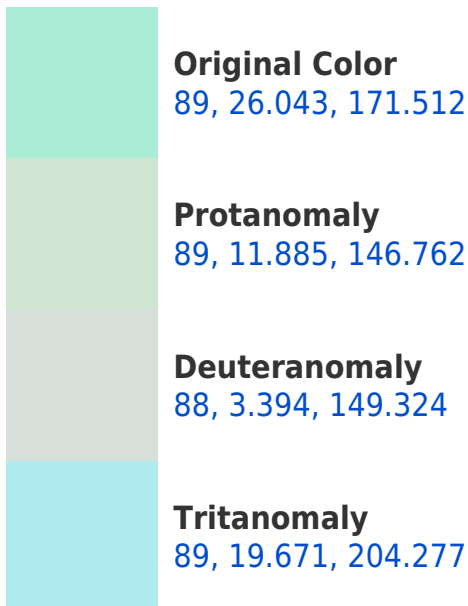 Original Color
89, 26.043, 171.512
Protanomaly
89, 11.885, 146.762
Deuteranomaly
88, 3.394, 149.324
Tritanomaly
89, 19.671, 204.277